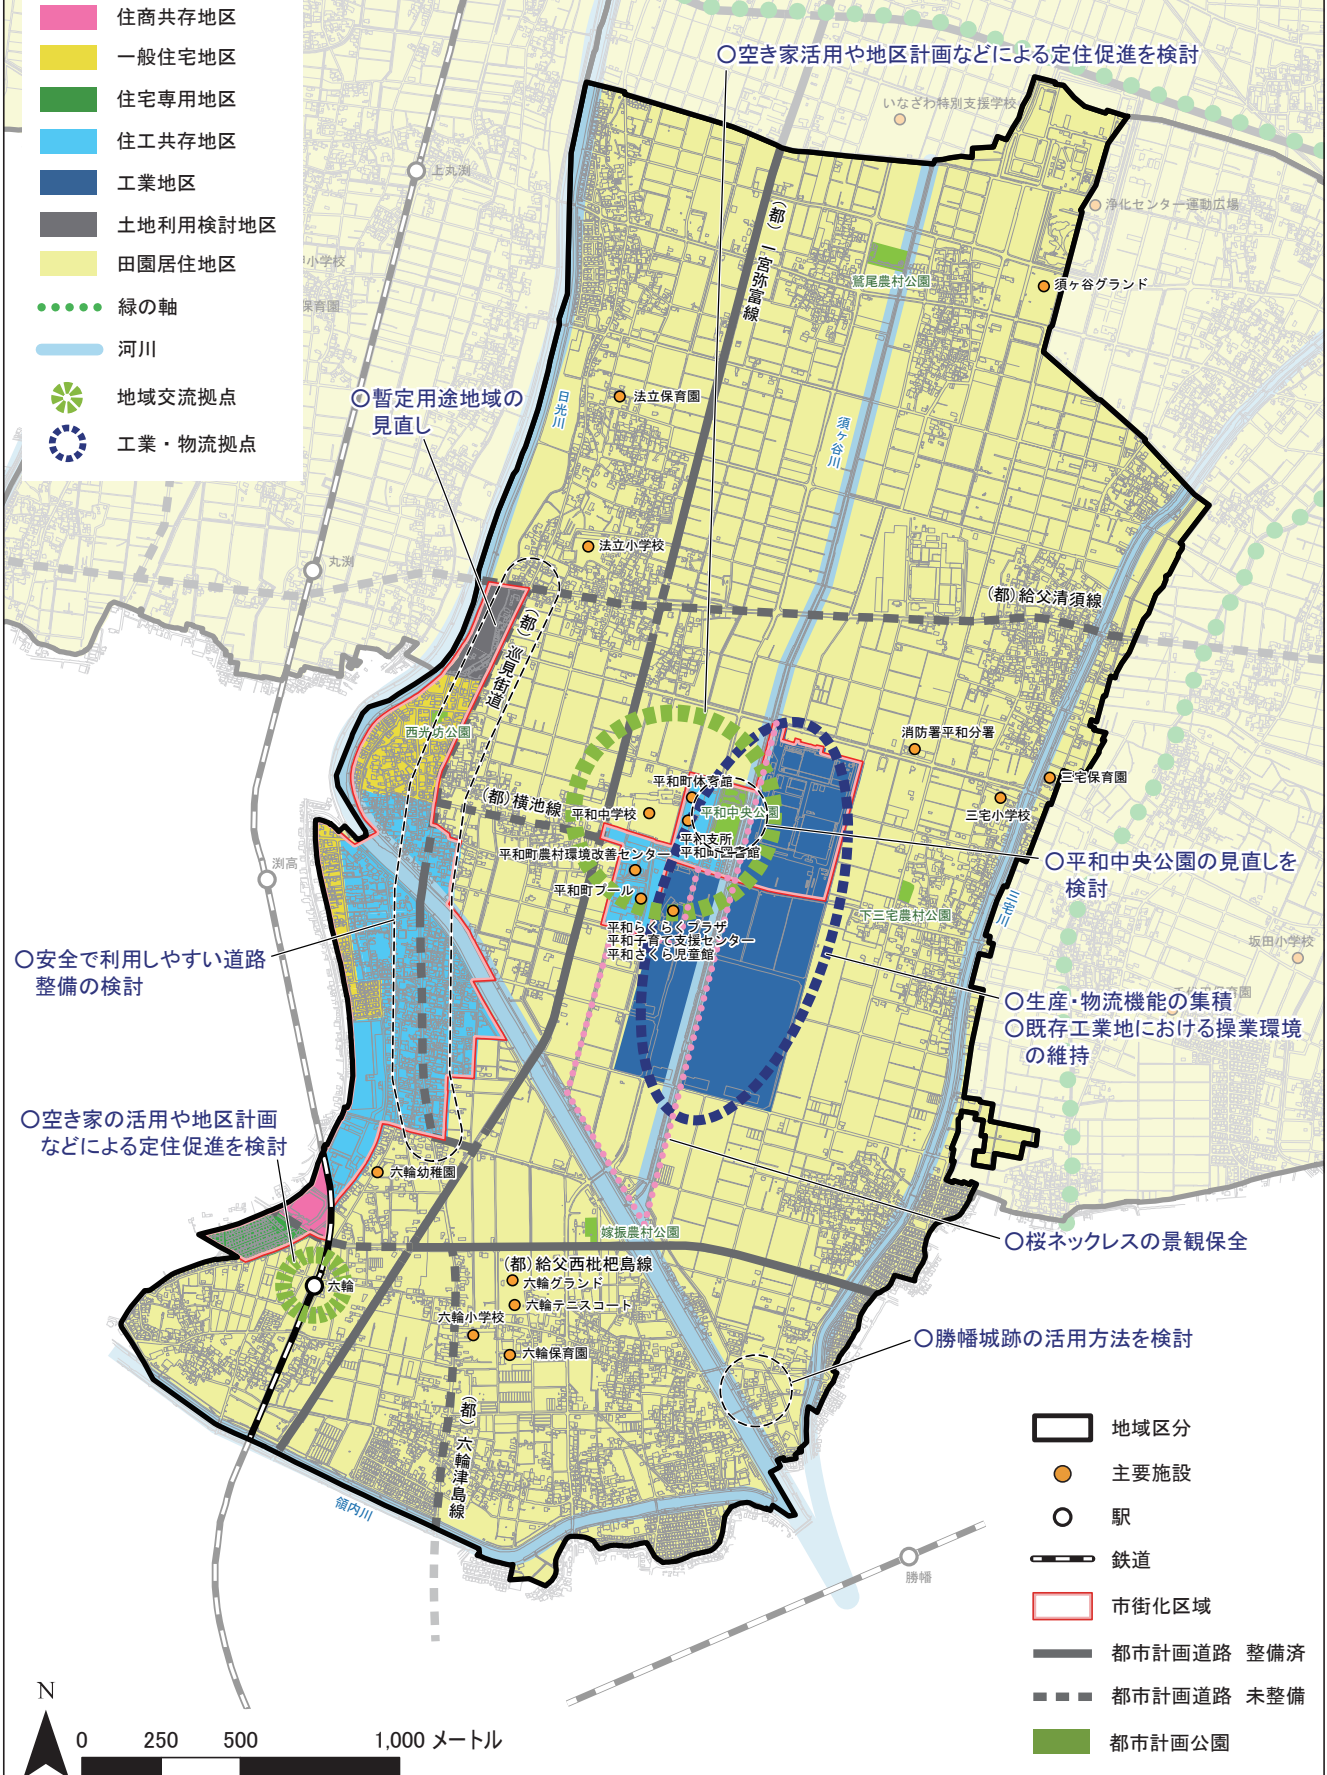 住商共存地区
一般住宅地区
住宅専用地区
住工共存地区
工業地区
土地利用検討地区
田園居住地区
緑の軸
河川
地域交流拠点
工業・物流拠点
○空き家活用や地区計画などによる定住促進を検討
いなざわ特別支援学校
上丸渕
浄化センター運動広場
小学校
保育園
(都)一宮弥富線
鷲尾農村公園
須ヶ谷グランド
○暫定用途地域の
見直し
日光川
法立保育園
須ヶ谷川
法立小学校
丸渕
(都)給父清須線
(都)巡見街道
西光坊公園
消防署平和分署
平和町体育館
三宅保育園
(都)横池線
平和中学校
平和中央公園
三宅小学校
平和支所
平和町農村環境改善センター
平和町図書館
○平和中央公園の見直しを
検討
渕高
平和町プール
下三宅農村公園
三宅川
平和らくらくプラザ
平和子育て支援センター
平和さくら児童館
坂田小学校
○安全で利用しやすい道路
整備の検討
保育園
○生産・物流機能の集積
○既存工業地における操業環境
の維持
○空き家の活用や地区計画
などによる定住促進を検討
六輪幼稚園
嫁振農村公園
○桜ネックレスの景観保全
(都)給父西枇杷島線
六輪
六輪グランド
六輪テニスコート
六輪小学校
○勝幡城跡の活用方法を検討
六輪保育園
(都)六輪津島線
領内川
勝幡
地域区分
主要施設
駅
鉄道
市街化区域
都市計画道路 整備済
都市計画道路 未整備
都市計画公園
N
0 250 500 1,000 メートル